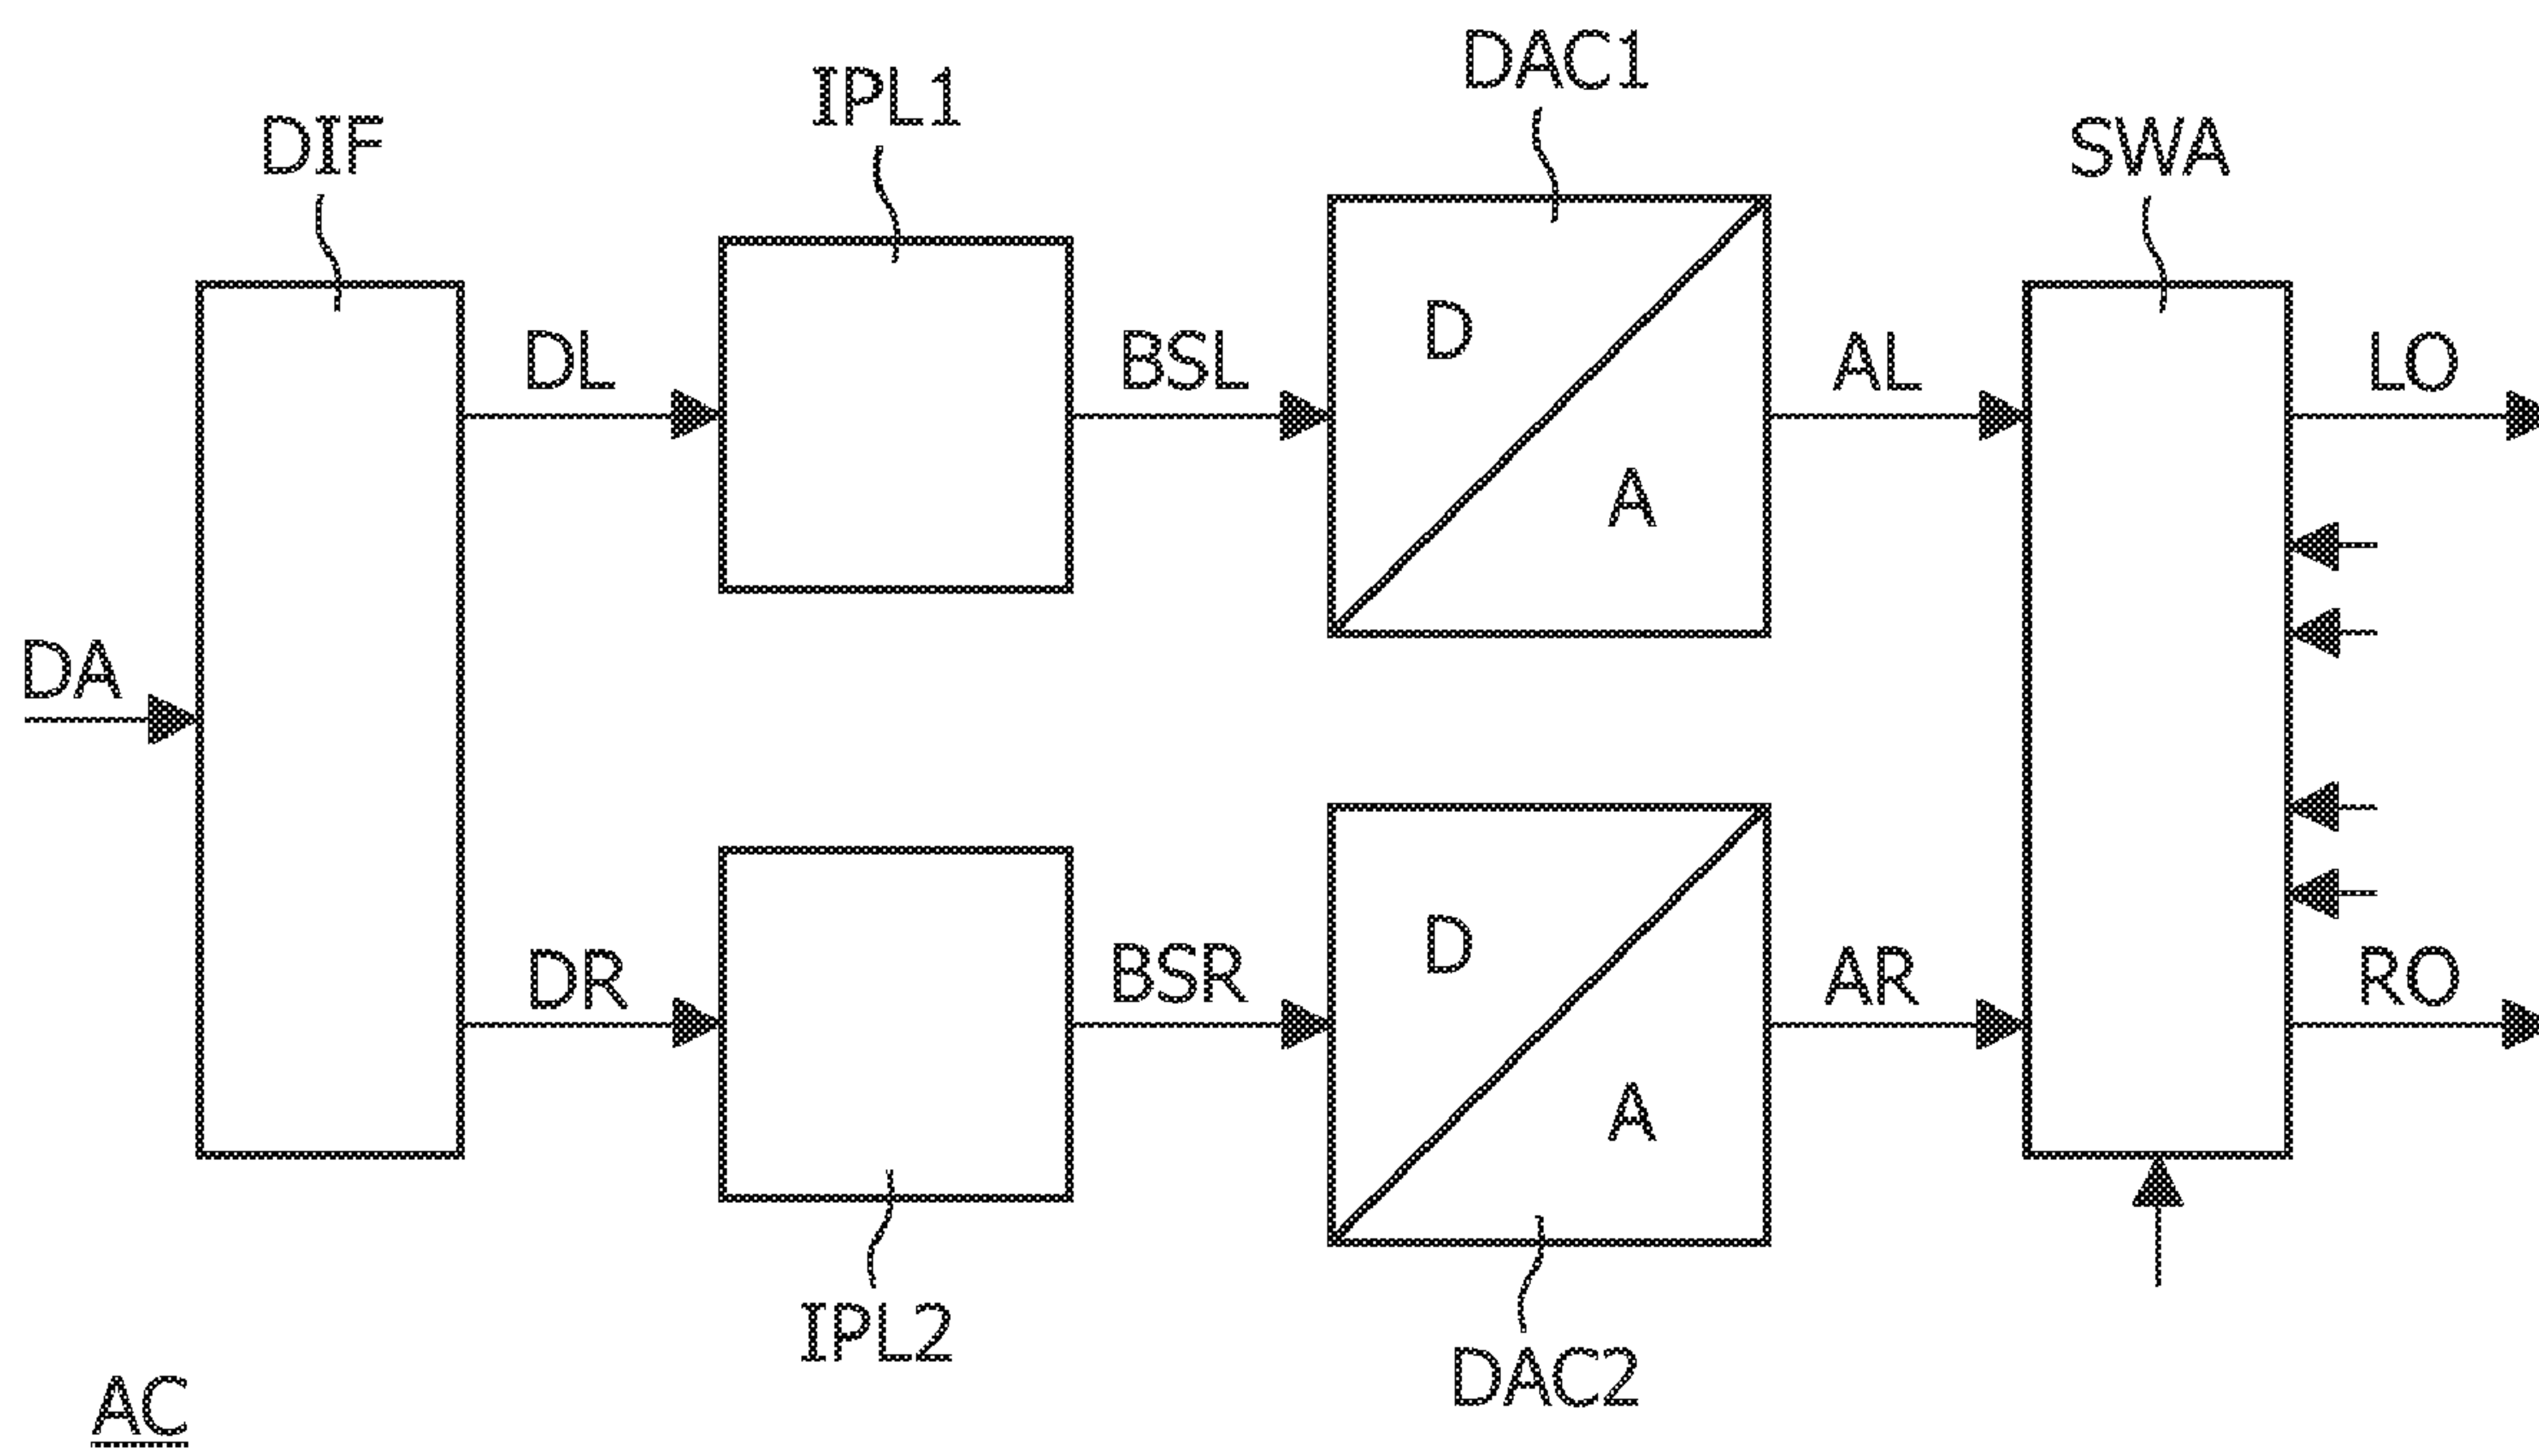 DAC1
IPL1
DIF
SWA
D
DL
BSL
AL
LO
A
DA
D
DR
BSR
AR
RO
A
IPL2
DAC2
AC